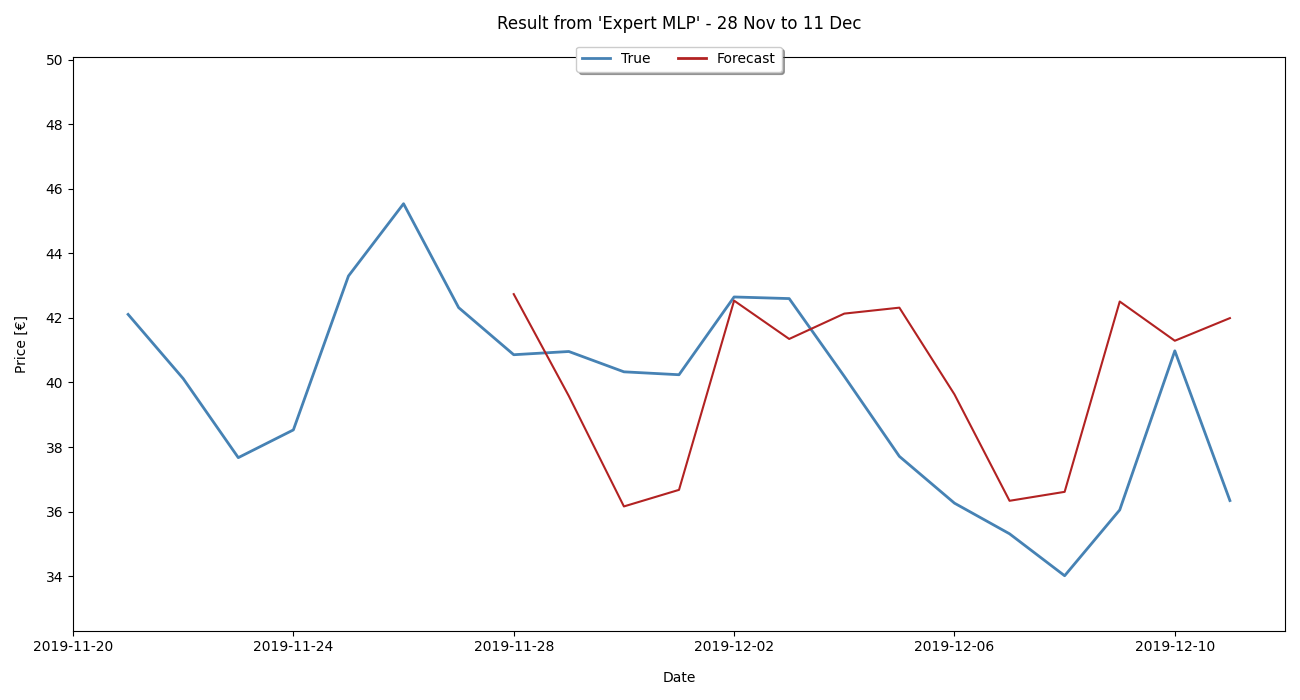 Result from 'Expert MLP' - 28 Nov to 11 Dec
True Forecast
50
48
46
44
42
40
38
36
34
Price [€]
2019-11-20 2019-11-24 2019-11-28 2019-12-02 2019-12-06 2019-12-10
Date